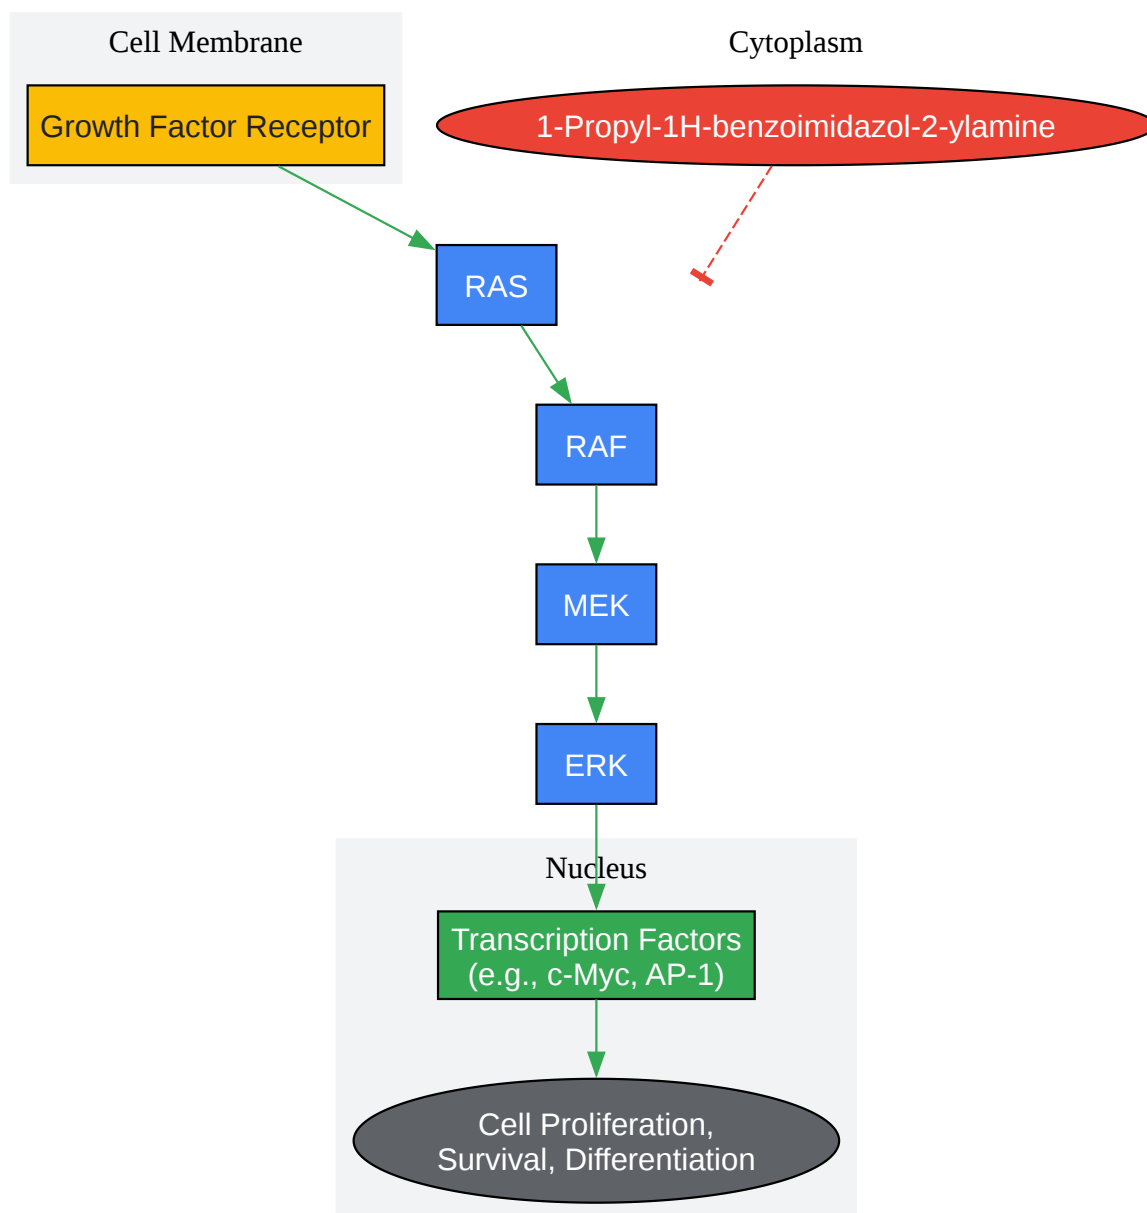 Cell Membrane
Cytoplasm
Growth Factor Receptor
1-Propyl-1H-benzoimidazol-2-ylamine
RAS
RAF
MEK
ERK
Nucleus
Transcription Factors
(e.g., c-Myc, AP-1)
Cell Proliferation,
Survival, Differentiation